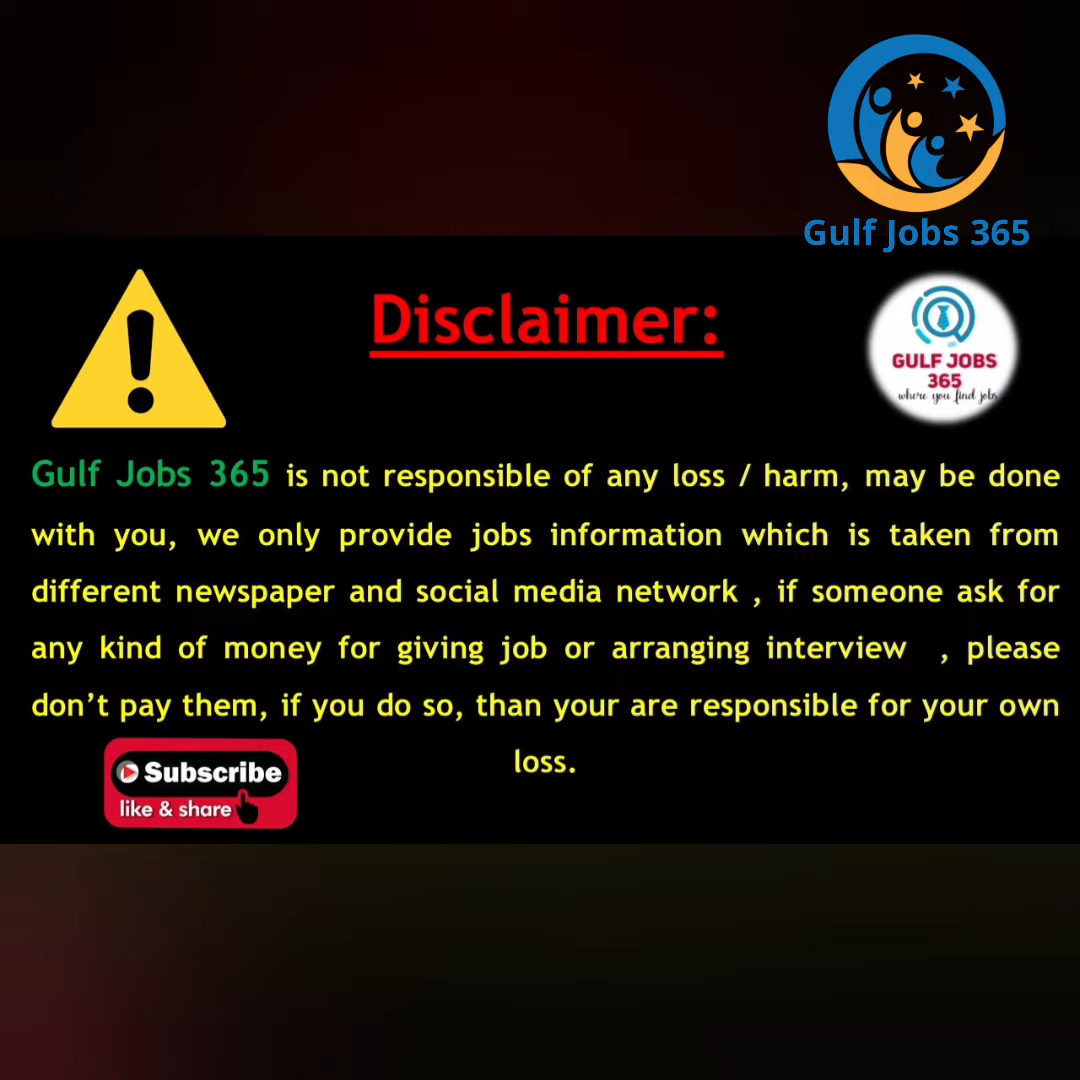 Gulf Jobs 365
Disclaimer:
GULF JOBS
365
where you find jobs
Gulf Jobs 365 is not responsible of any loss / harm, may be done
with you, we only provide jobs information which is taken from
different newspaper and social media network , if someone ask for
any kind of money for giving job or arranging interview , please
don’t pay them, if you do so, than your are responsible for your own
loss.
Subscribe
like & share